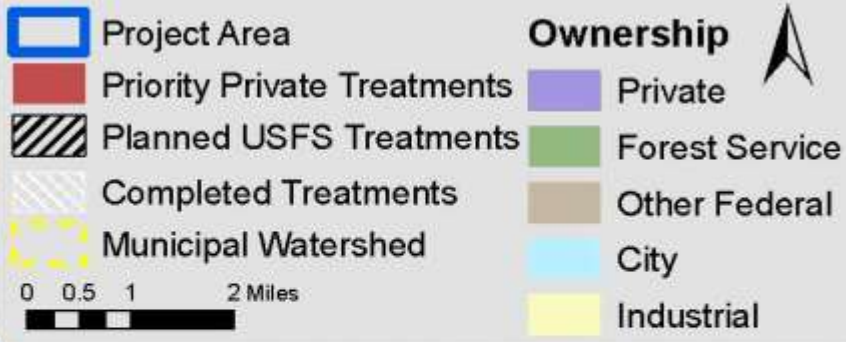 Project Area
Priority Private Treatments
Planned USFS Treatments
Completed Treatments
Municipal Watershed
0 0.5 1 2 Miles
Ownership
Private
Forest Service
Other Federal
City
Industrial